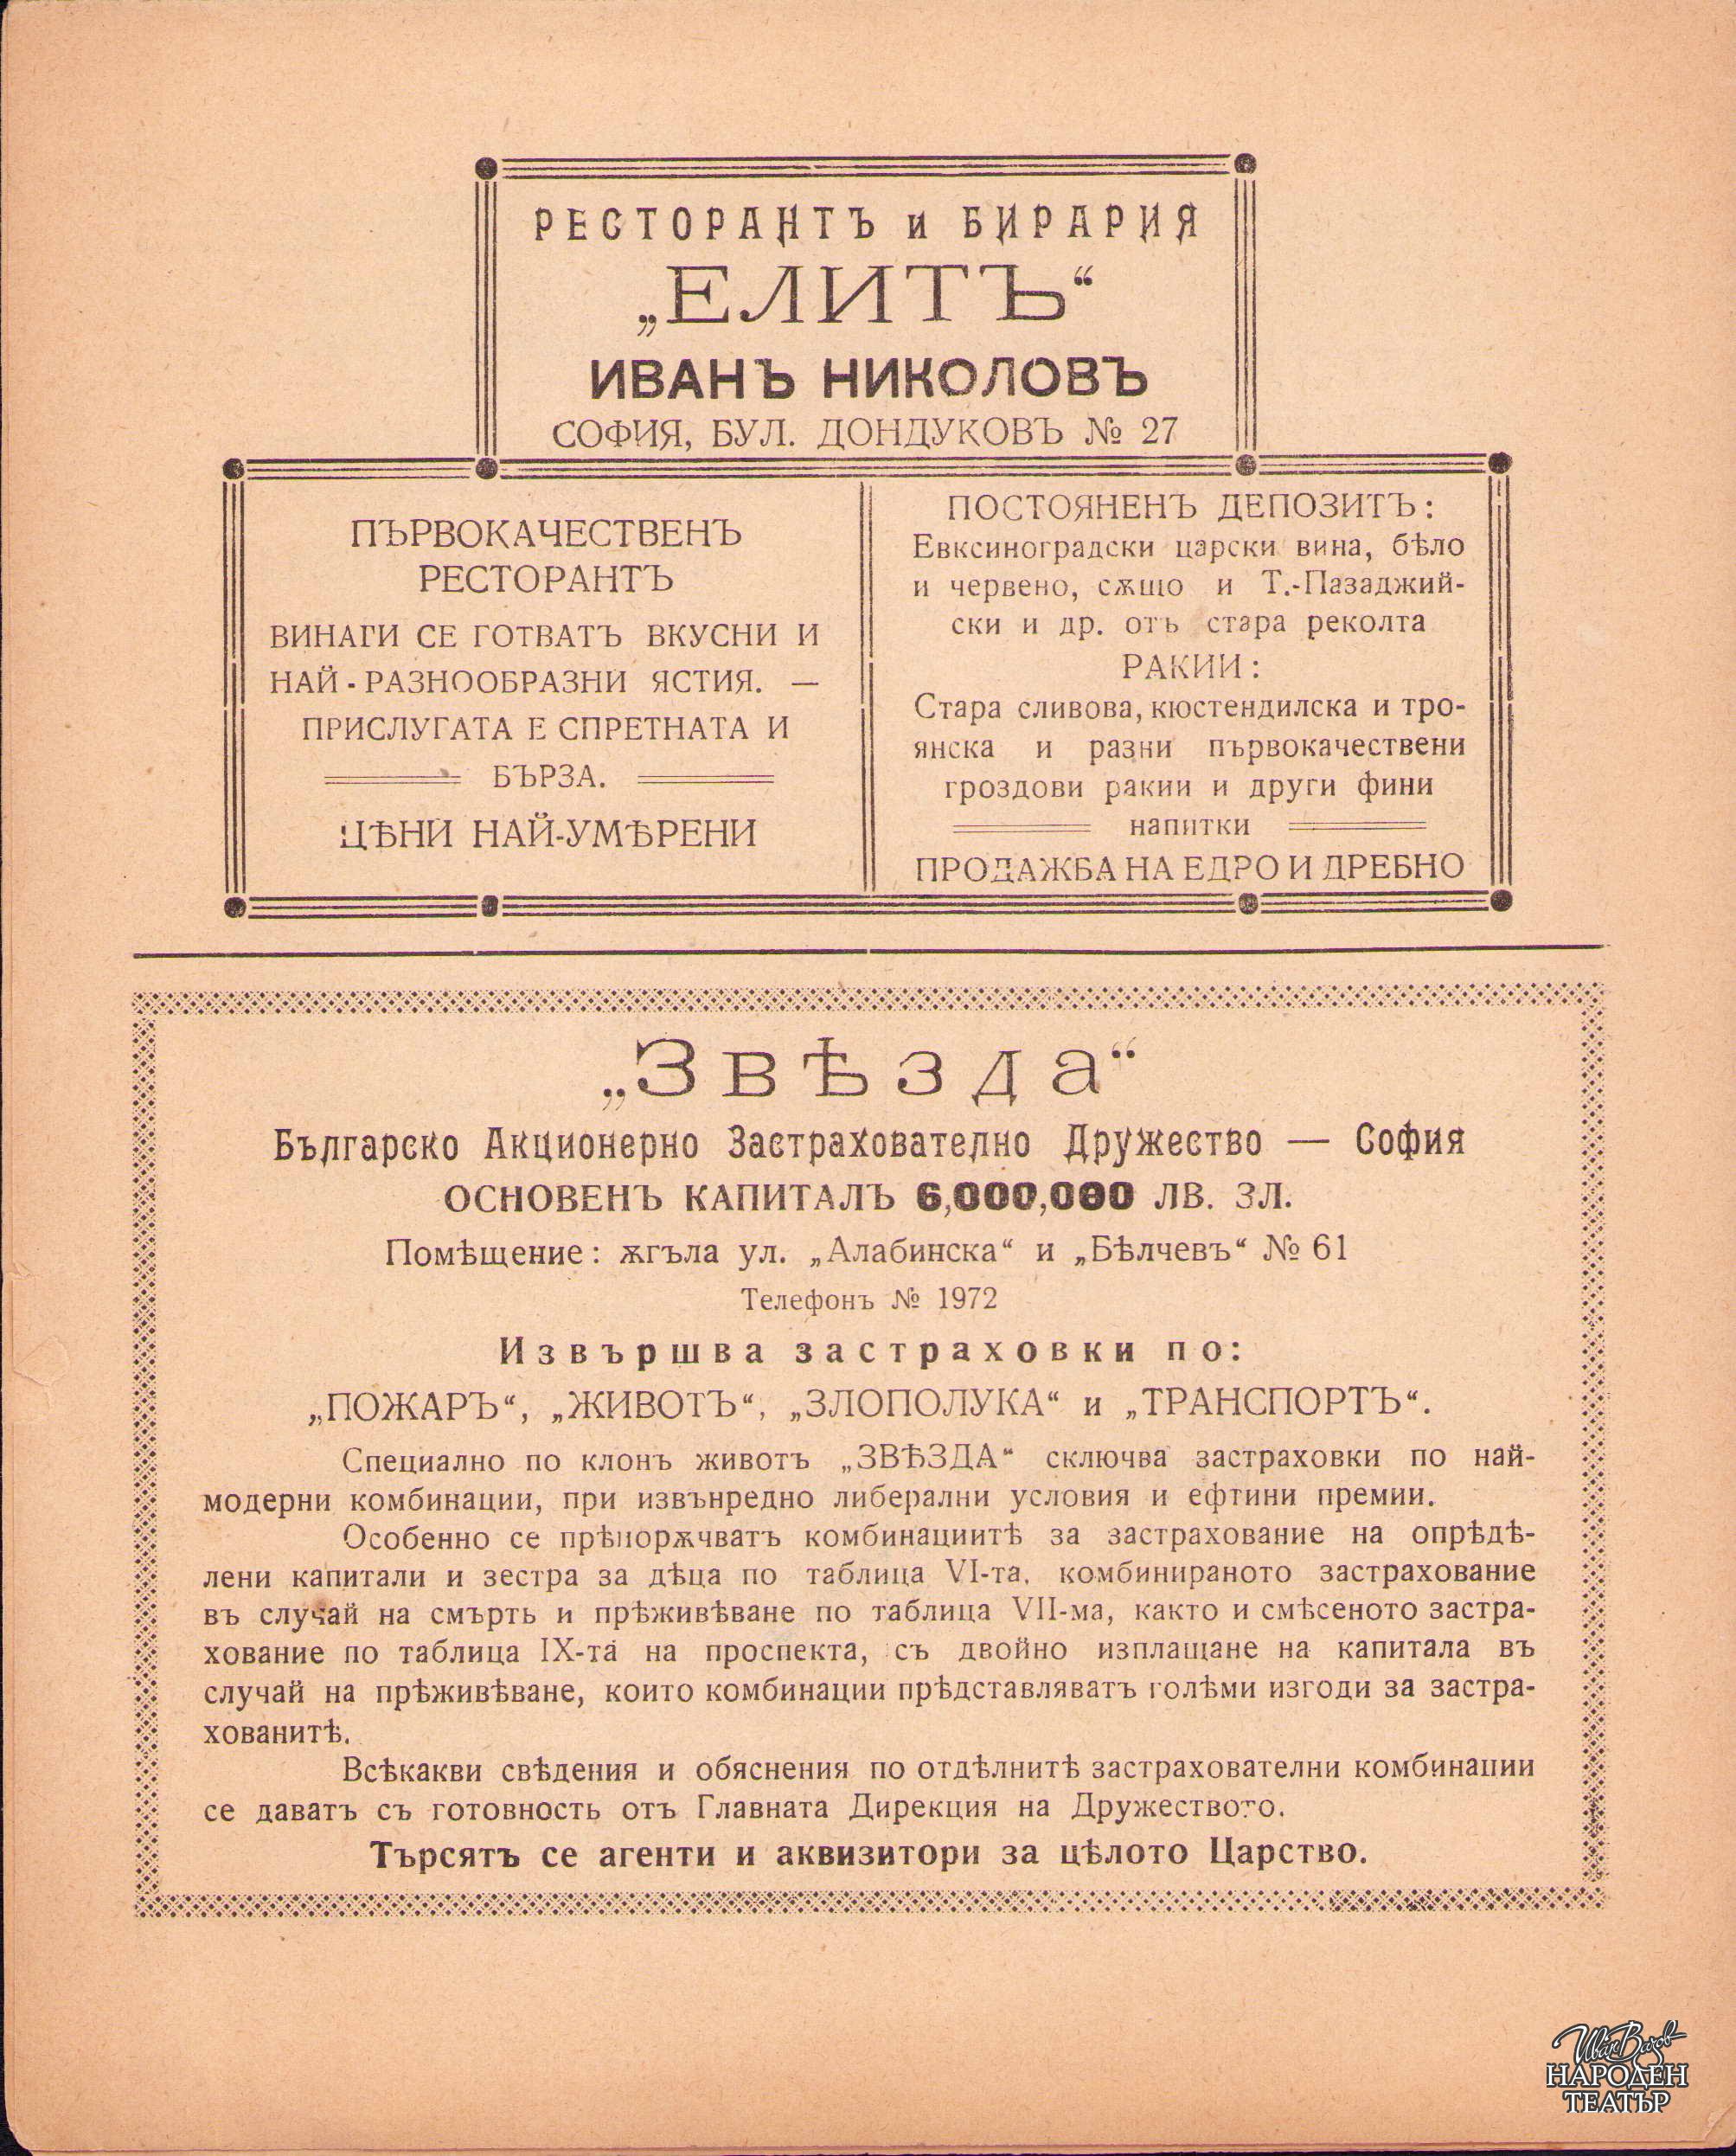 РЕСТОРАНТЪ и БИРАРИЯ
„ЕЛИТЪ“
ИВАНЪ НИКОЛОВЪ
СОФИЯ, БУЛ. ДОНДУКОВЪ № 27
ПЪРВОКАЧЕСТВЕНЪ
РЕСТОРАНТЪ
ВИНАГИ СЕ ГОТВАТЪ ВКУСНИ И
НАЙ-РАЗНООБРАЗНИ ЯСТИЯ. —
ПРИСЛУГАТА Е СПРЕТНАТА И
БЪРЗА.
ЦѢНИ НАЙ-УМѢРЕНИ
ПОСТОЯНЕНЪ ДЕПОЗИТЪ:
Евксиноградски царски вина, бѣло
и червено, сѫщо и Т.-Пазаджий-
ски и др. отъ стара реколта
РАКИИ:
Стара сливова, кюстендилска и тро-
янска и разни първокачествени
гроздови ракии и други фини
напитки
ПРОДАЖБА НА ЕДРО И ДРЕБНО
„Звѣзда“
Българско Акционерно Застрахователно Дружество — София
ОСНОВЕНЪ КАПИТАЛЪ 6,000,000 ЛВ. ЗЛ.
Помѣщение: ѫгъла ул. „Алабинска“ и „Бѣлчевъ“ № 61
Телефонъ № 1972
Извършва застраховки по:
„ПОЖАРЪ“, „ЖИВОТЪ“, „ЗЛОПОЛУКА“ и „ТРАНСПОРТЪ“.
Специално по клонъ животъ „ЗВѢЗДА“ сключва застраховки по най-
модерни комбинации, при извънредно либерални условия и ефтини премии.
Особенно се прѣпорѫчватъ комбинациитѣ за застрахование на опрѣдѣ-
лени капитали и зестра за дѣца по таблица VI-та, комбинираното застрахование
въ случай на смърть и прѣживѣване по таблица VII-ма, както и смѣсеното застра-
хование по таблица IX-та на проспекта, съ двойно изплащане на капитала въ
случай на прѣживѣване, които комбинации прѣдставляватъ голѣми изгоди за застра-
хованитѣ.
Всѣкакви свѣдения и обяснения по отдѣлнитѣ застрахователни комбинации
се даватъ съ готовность отъ Главната Дирекция на Дружеството.
Търсятъ се агенти и аквизитори за цѣлото Царство.
Иван Вазов
НАРОДЕН
ТЕАТЪР